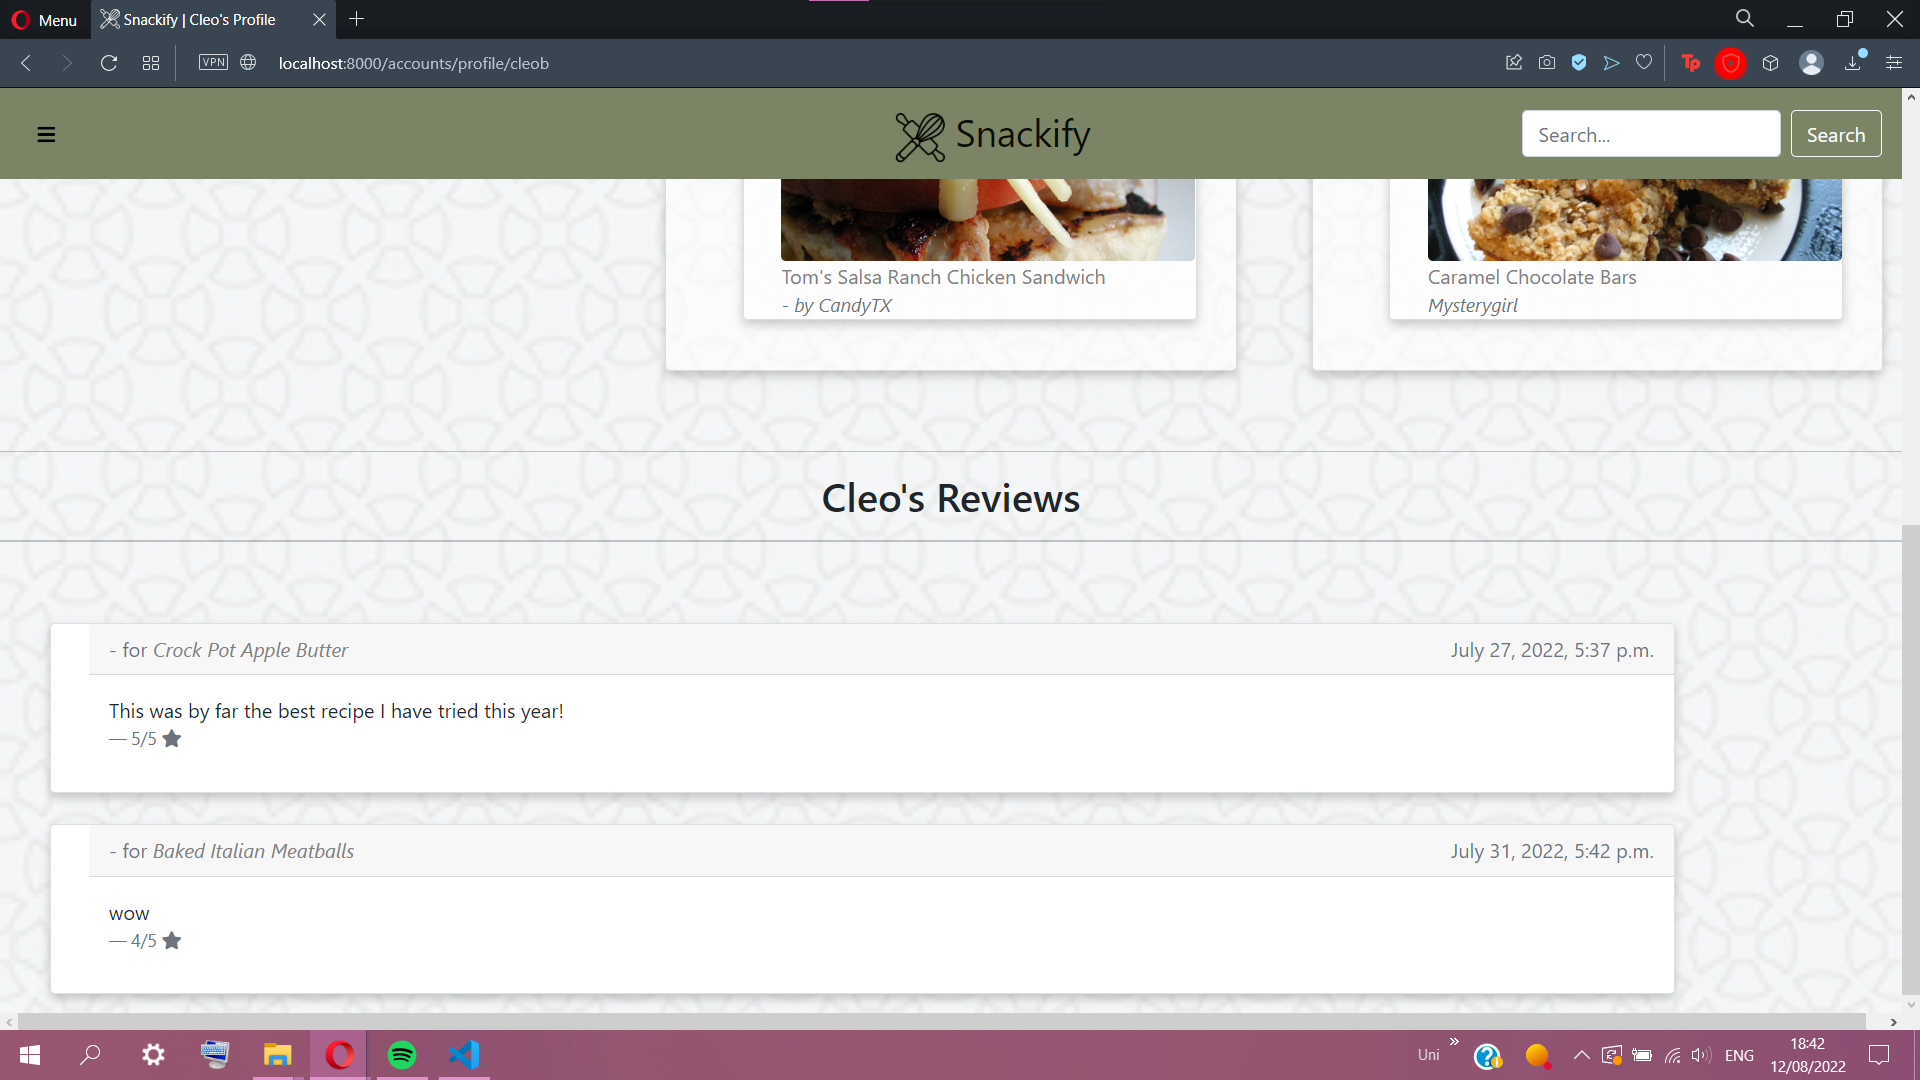 Menu
Snackify | Cleo's Profile
VPN
localhost:8000/accounts/profile/cleob
Tp
Snackify
Search...
Search
Tom's Salsa Ranch Chicken Sandwich
- by CandyTX
Caramel Chocolate Bars
Mysterygirl
Cleo's Reviews
- for Crock Pot Apple Butter
July 27, 2022, 5:37 p.m.
This was by far the best recipe I have tried this year!
— 5/5
- for Baked Italian Meatballs
July 31, 2022, 5:42 p.m.
wow
— 4/5
Uni
ENG
18:42
12/08/2022